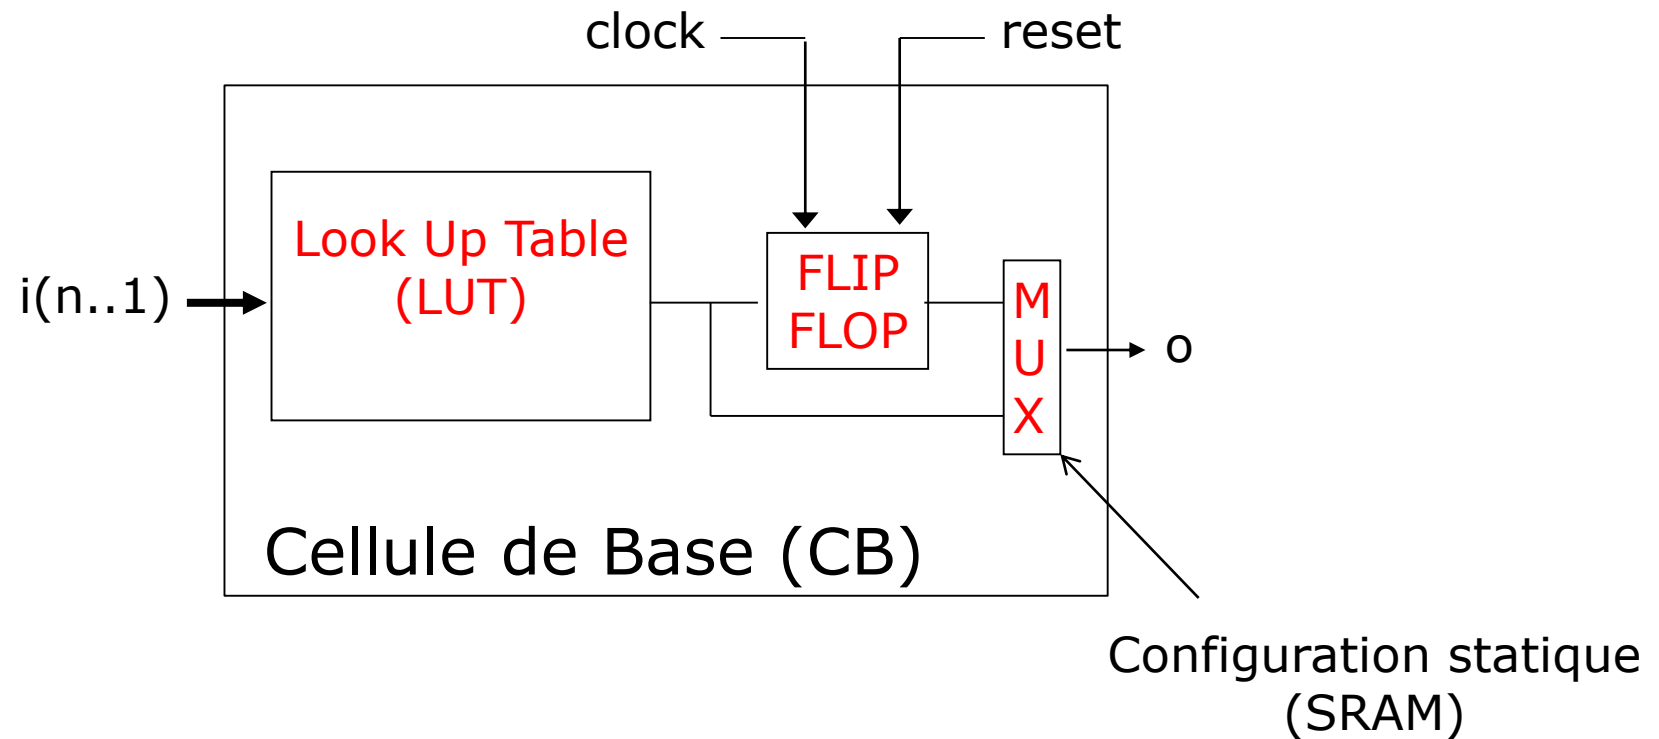 clock
reset
Look Up Table
(LUT)
i(n..1)
FLIP
FLOP
M
U
X
o
Cellule de Base (CB)
Configuration statique
(SRAM)